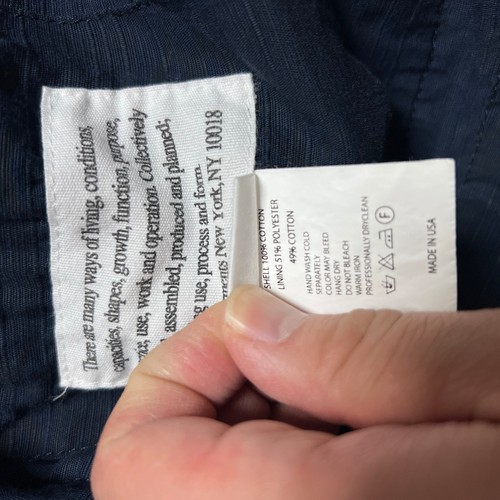 There are many ways of living, conditions,
capacities, shapes, growth, function, purpose,
use, work and operation. Collectively
assembled, produced and planned;
use, process and form.
New York, NY 10018
SHELL 100% COTTON
LINING 51% POLYESTER
49% COTTON
HAND WASH COLD
SEPARATELY
COLOR MAY BLEED
HANG DRY
DO NOT BLEACH
WARM IRON
PROFESSIONALLY DRYCLEAN
F
MADE IN USA